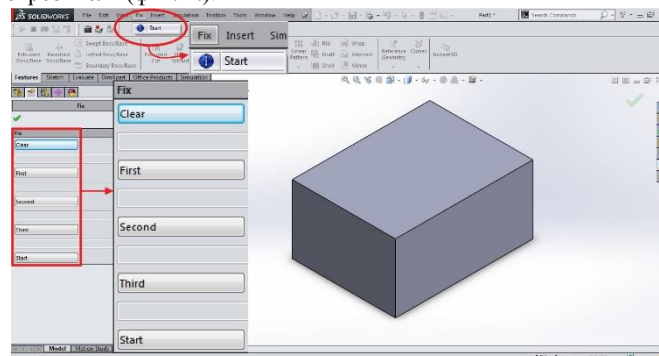 SOLIDWORKS File Edit View Fix Insert Simulation Toolbox Tools Window Help Part1 * Search Commands
Start
Fix Insert Sim
Start
Extruded Boss/Base Revolved Boss/Base Swept Boss/Base Lofted Boss/Base Boundary Boss/Base
Extruded Cut
Linear Pattern Rib Draft Shell Wrap Intersect Mirror Reference Geometry Curves Instant3D
Features Sketch Evaluate DimXpert Office Products Simulation
Fix
Fix
Clear
First
Second
Third
Start
Fix
Clear
First
Second
Third
Start
Model Motion Study